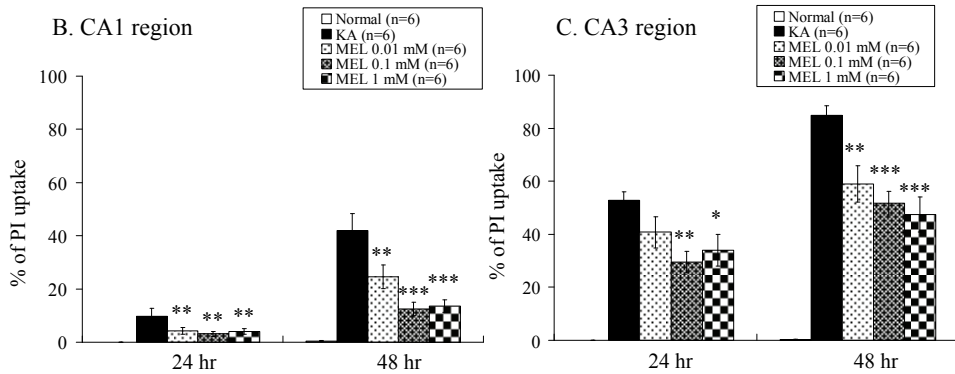 B. CA1 region
Normal (n=6)
KA (n=6)
MEL 0.01 mM (n=6)
MEL 0.1 mM (n=6)
MEL 1 mM (n=6)
% of PI uptake
100
80
60
40
20
0
** ** **
** *** ***
24 hr 48 hr
C. CA3 region
Normal (n=6)
KA (n=6)
MEL 0.01 mM (n=6)
MEL 0.1 mM (n=6)
MEL 1 mM (n=6)
% of PI uptake
100
80
60
40
20
0
** *
** *** ***
24 hr 48 hr